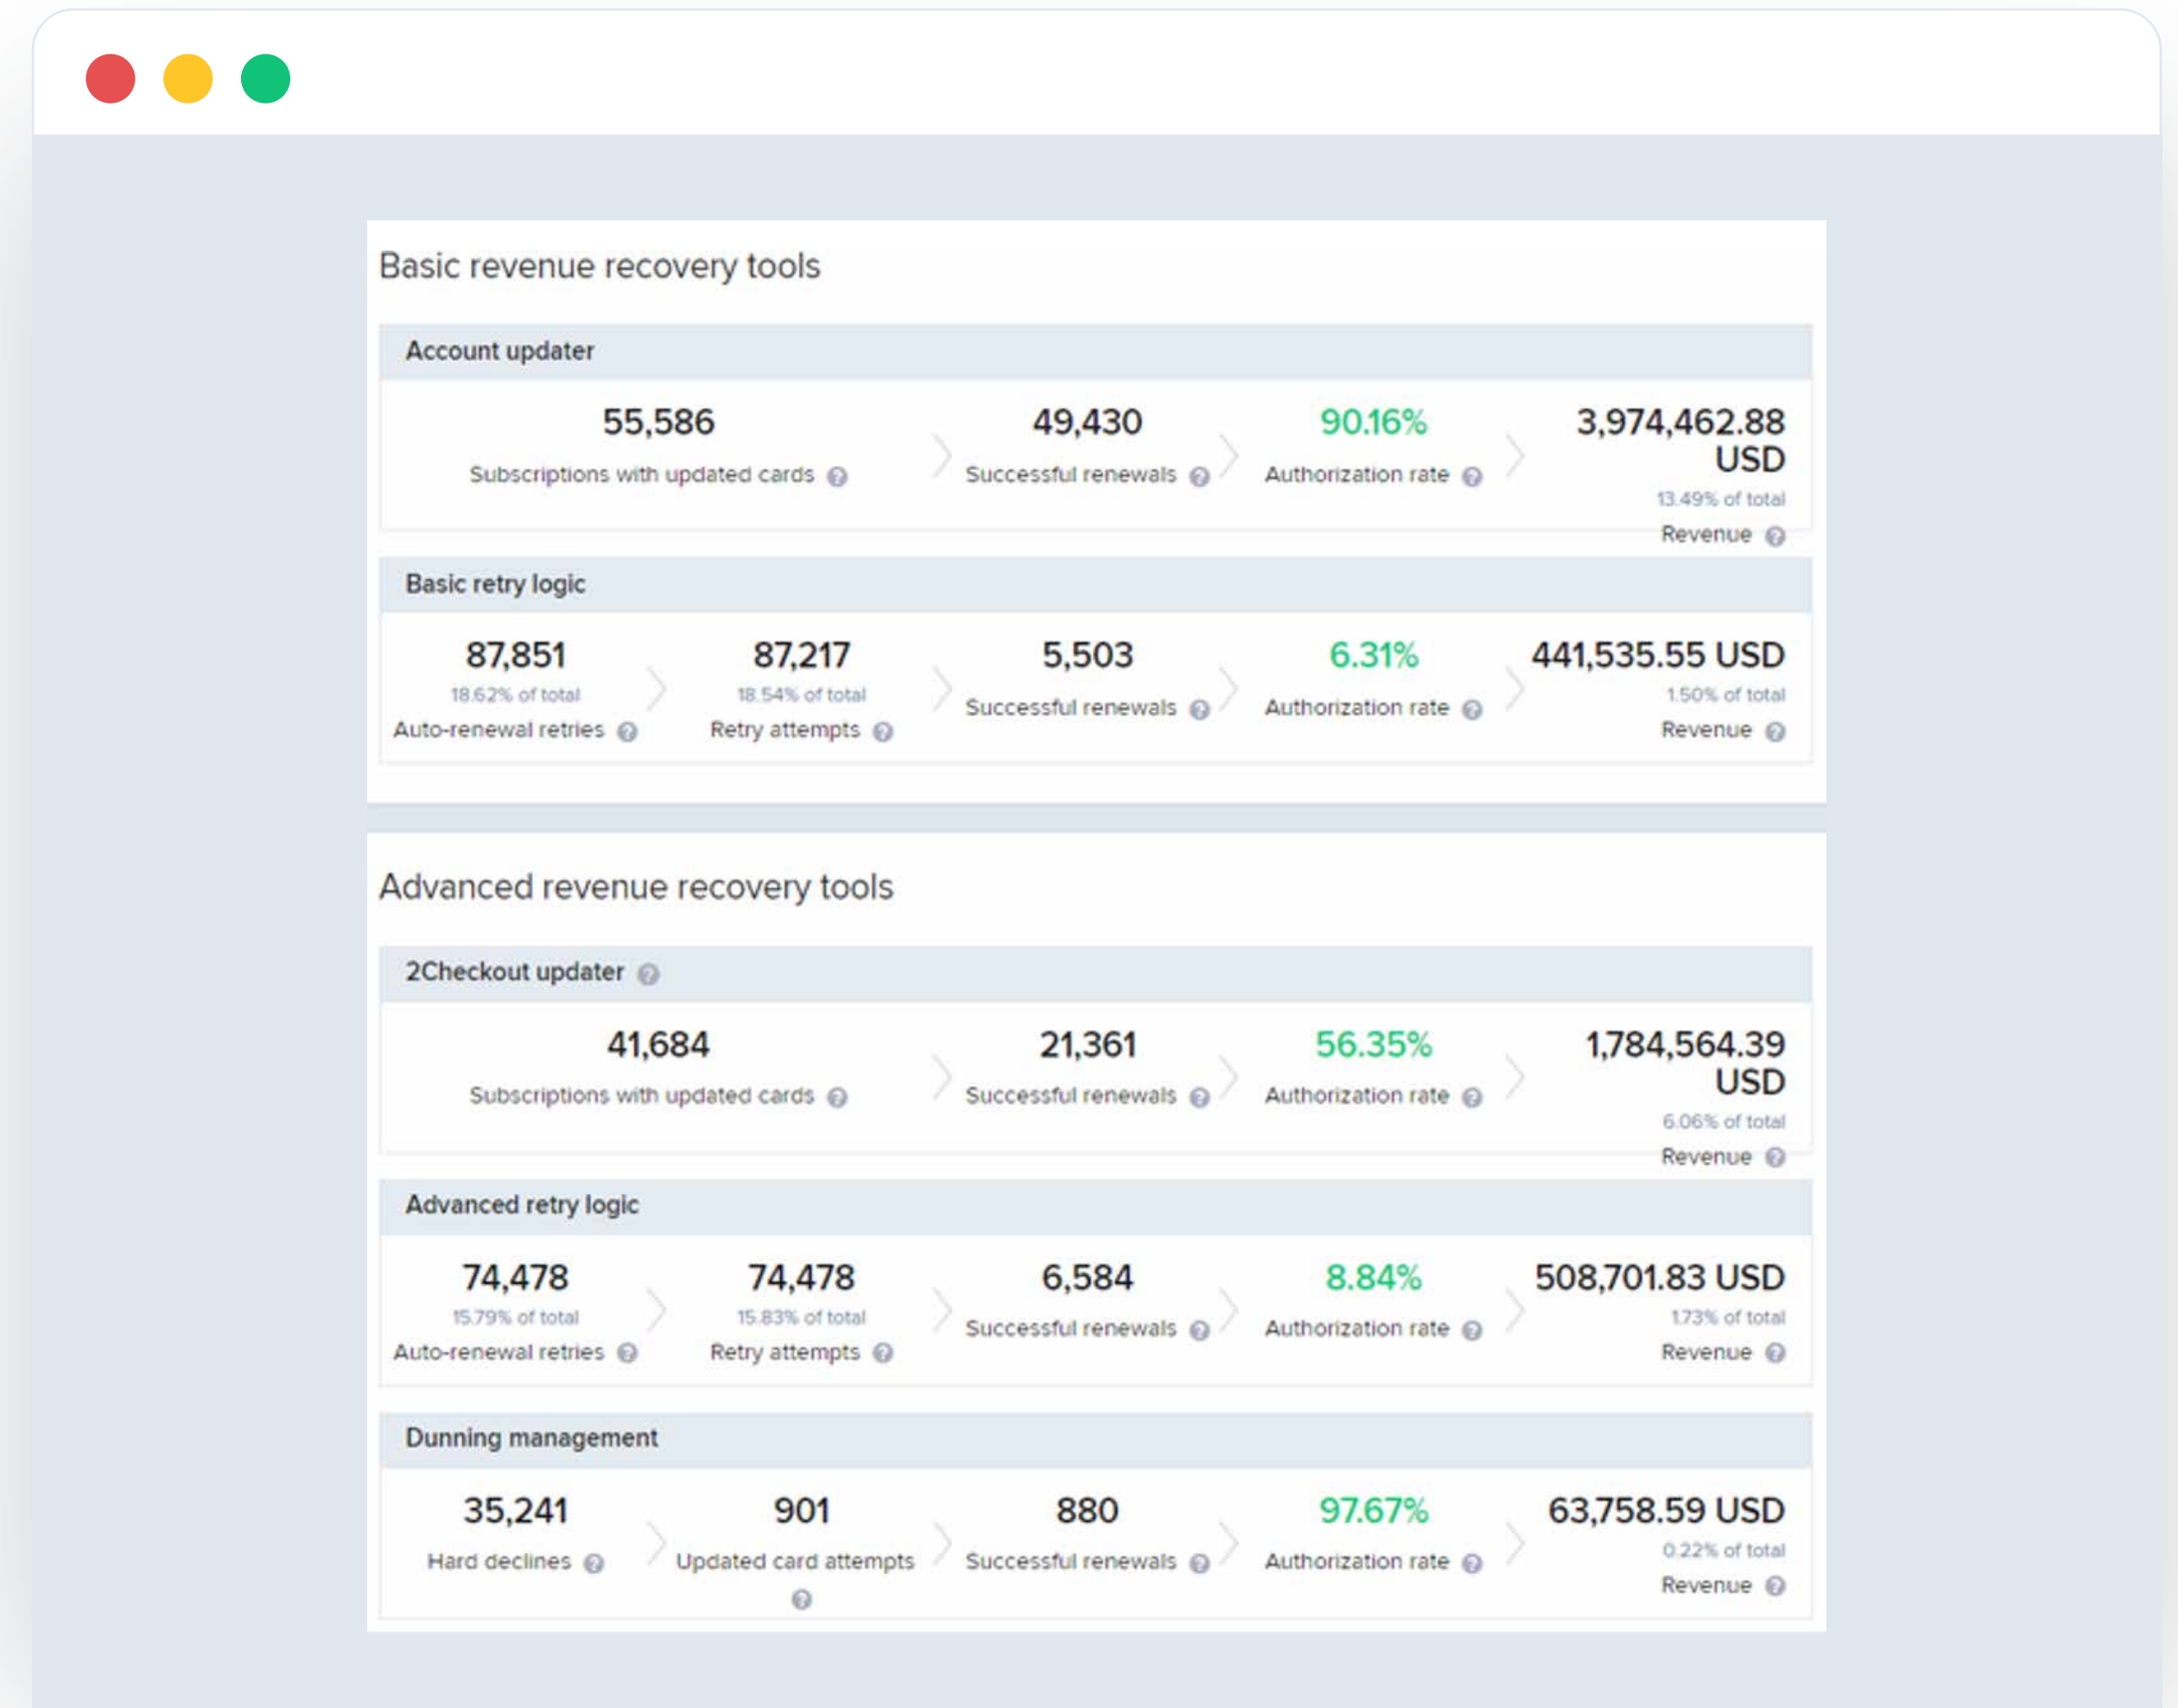 Basic revenue recovery tools
Account updater
55,586
Subscriptions with updated cards ?
49,430
Successful renewals ?
90.16%
Authorization rate ?
3,974,462.88
USD
13.49% of total
Revenue ?
Basic retry logic
87,851
18.62% of total
Auto-renewal retries ?
87,217
18.54% of total
Retry attempts ?
5,503
Successful renewals ?
6.31%
Authorization rate ?
441,535.55 USD
1.50% of total
Revenue ?
Advanced revenue recovery tools
2Checkout updater ?
41,684
Subscriptions with updated cards ?
21,361
Successful renewals ?
56.35%
Authorization rate ?
1,784,564.39
USD
6.06% of total
Revenue ?
Advanced retry logic
74,478
15.79% of total
Auto-renewal retries ?
74,478
15.83% of total
Retry attempts ?
6,584
Successful renewals ?
8.84%
Authorization rate ?
508,701.83 USD
1.73% of total
Revenue ?
Dunning management
35,241
Hard declines ?
901
Updated card attempts
?
880
Successful renewals ?
97.67%
Authorization rate ?
63,758.59 USD
0.22% of total
Revenue ?